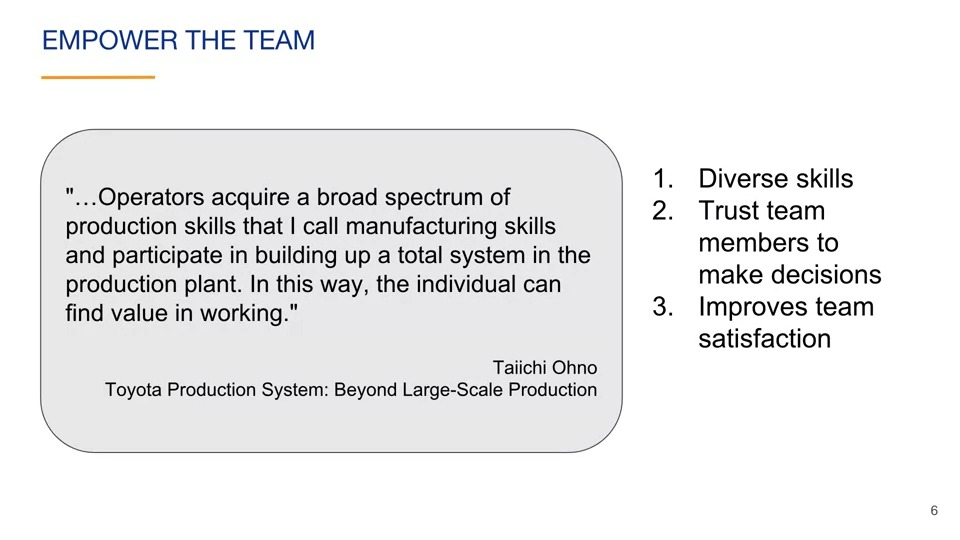 EMPOWER THE TEAM
"…Operators acquire a broad spectrum of
production skills that I call manufacturing skills
and participate in building up a total system in the
production plant. In this way, the individual can
find value in working."
Taiichi Ohno
Toyota Production System: Beyond Large-Scale Production
1. Diverse skills
2. Trust team
members to
make decisions
3. Improves team
satisfaction
6